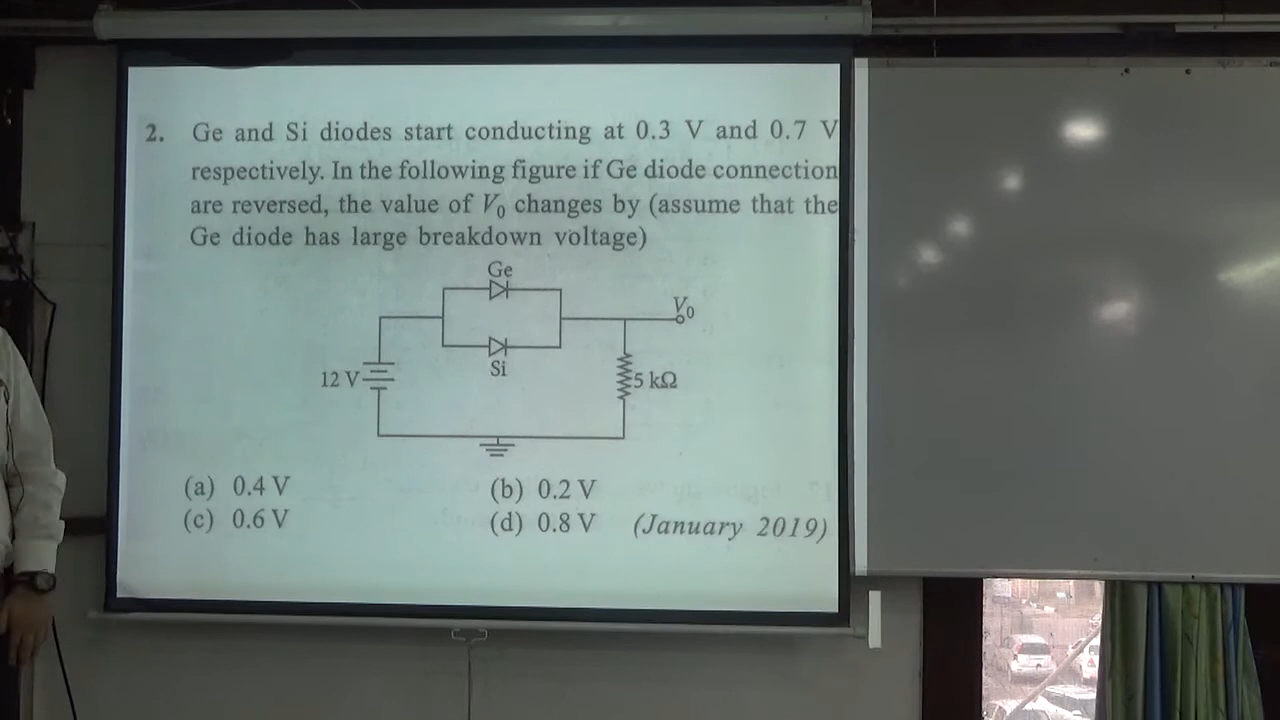 2. Ge and Si diodes start conducting at 0.3 V and 0.7 V
respectively. In the following figure if Ge diode connection
are reversed, the value of V₀ changes by (assume that the
Ge diode has large breakdown voltage)
Ge
V₀
Si
12 V
5 kΩ
(a) 0.4 V (b) 0.2 V
(c) 0.6 V (d) 0.8 V (January 2019)